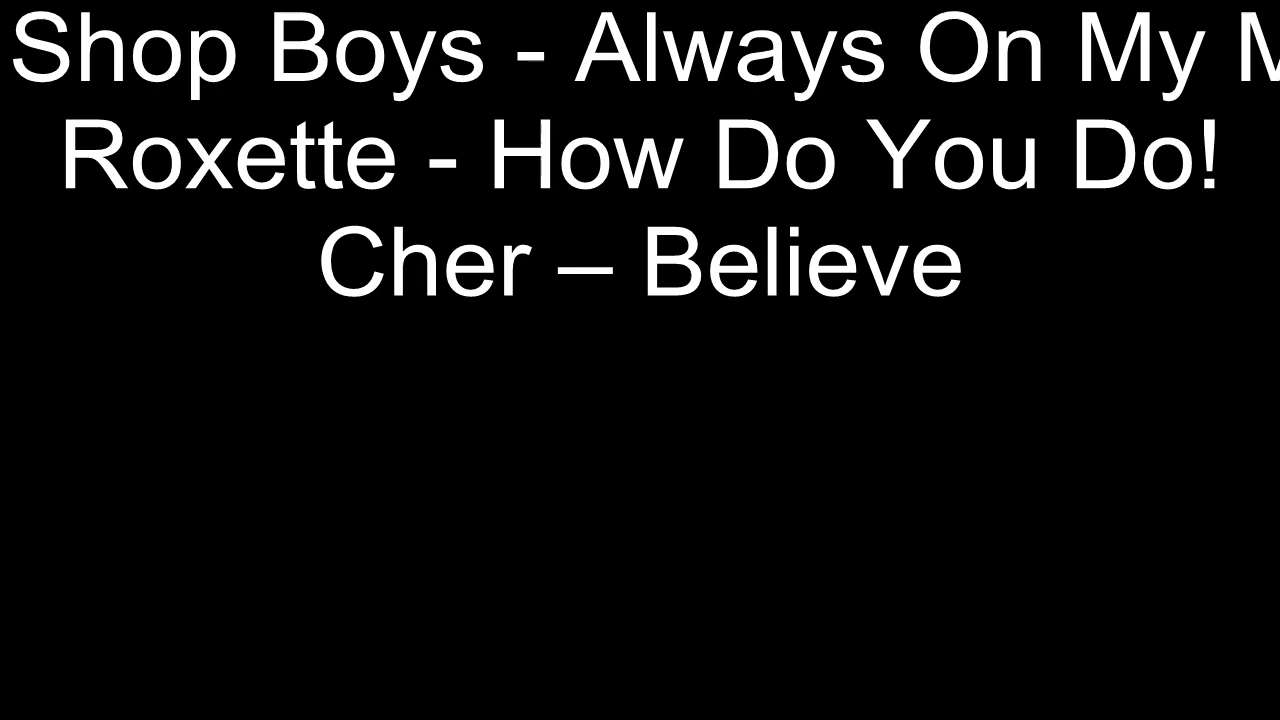 Shop Boys - Always On My M
Roxette - How Do You Do!
Cher – Believe